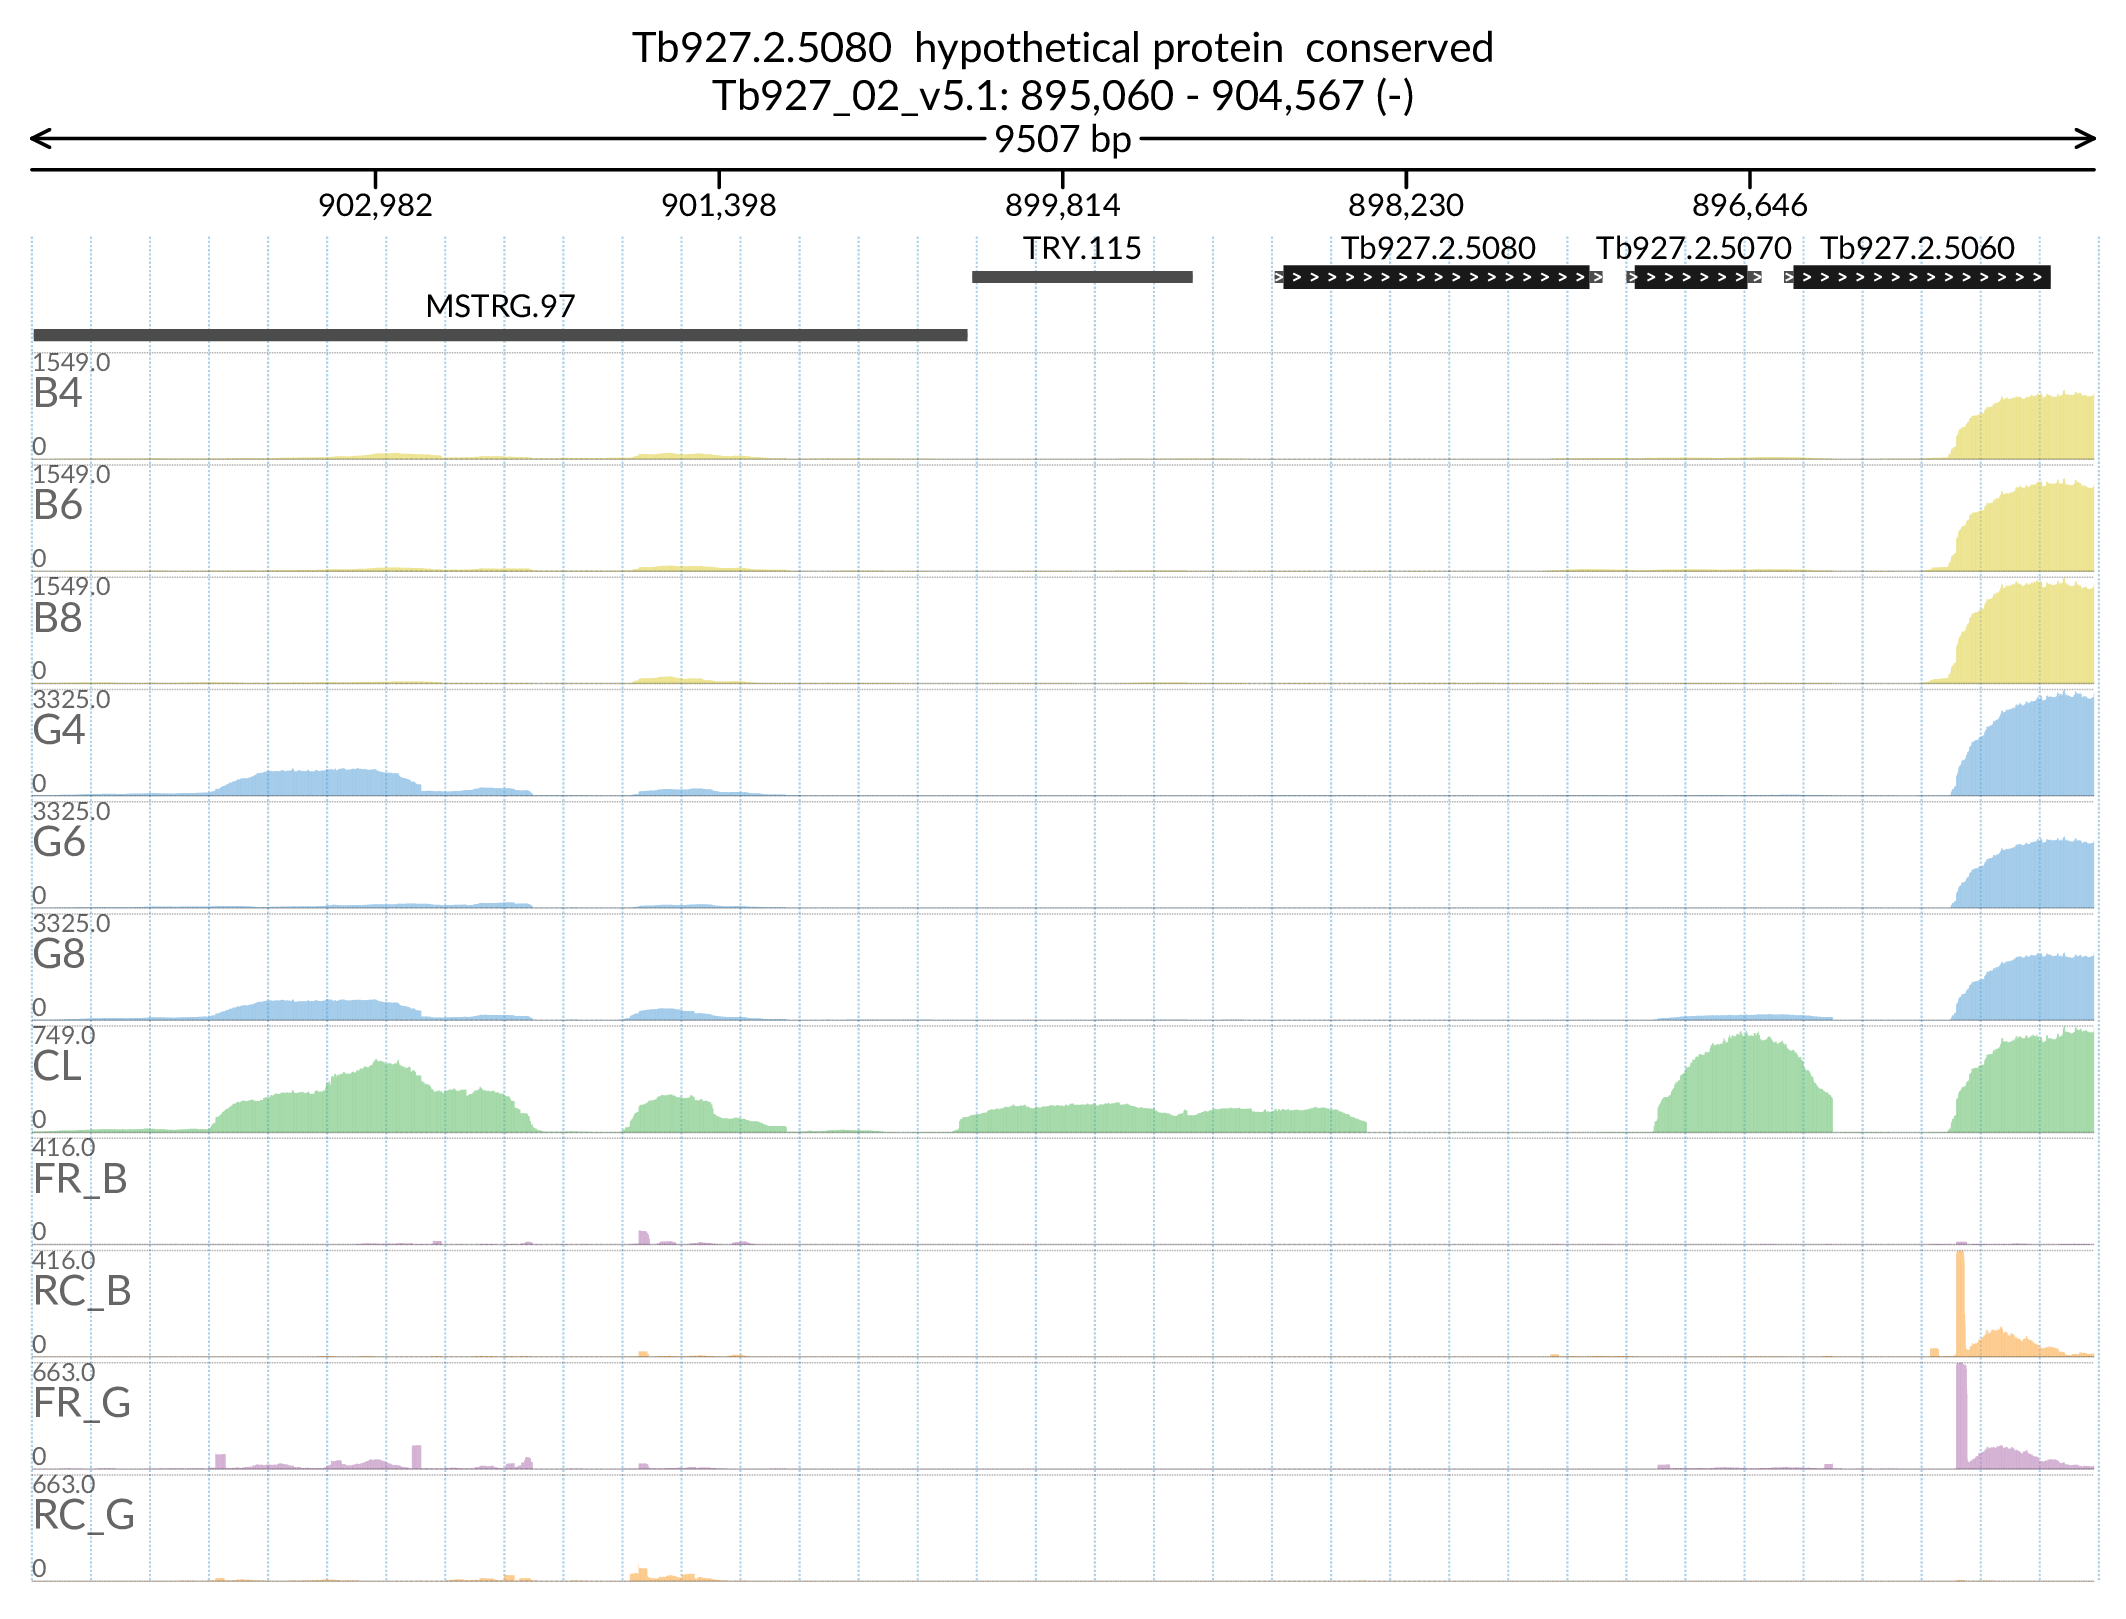 Tb927.2.5080  hypothetical protein  conserved
Tb927_02_v5.1: 895,060 - 904,567 (-)
9507 bp
902,982 901,398 899,814 898,230 896,646
TRY.115 Tb927.2.5080 Tb927.2.5070 Tb927.2.5060
MSTRG.97
1549.0
B4
0
1549.0
B6
0
1549.0
B8
0
3325.0
G4
0
3325.0
G6
0
3325.0
G8
0
749.0
CL
0
416.0
FR_B
0
416.0
RC_B
0
663.0
FR_G
0
663.0
RC_G
0